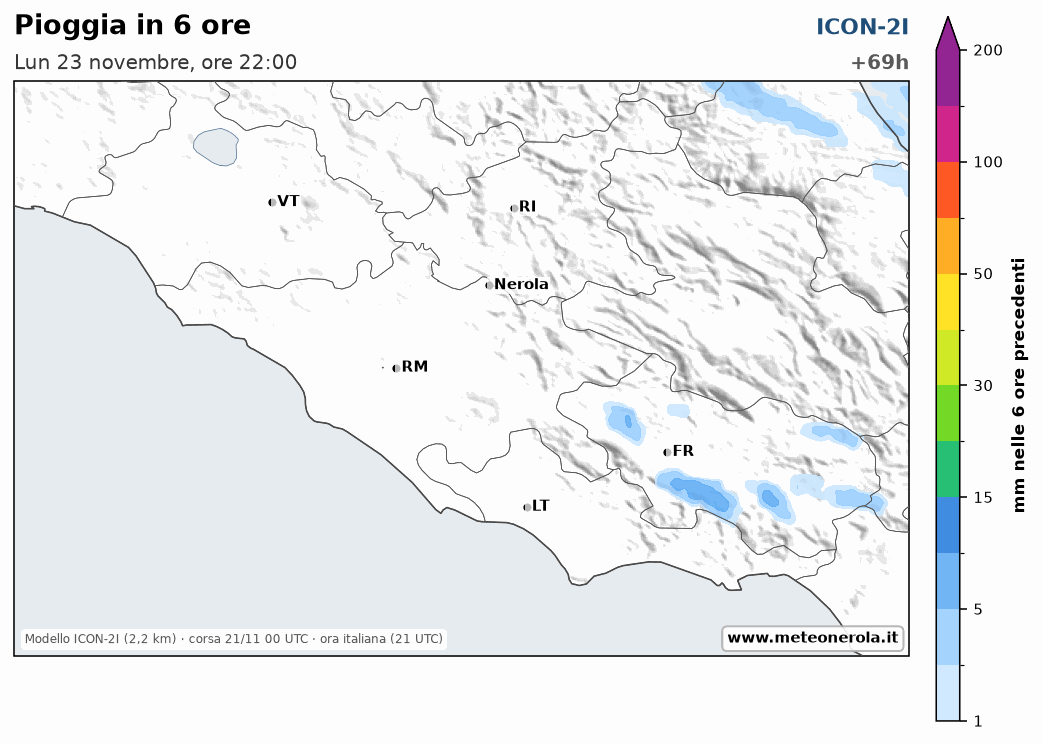 Pioggia in 6 ore
ICON-2I
Lun 23 novembre, ore 22:00
+69h
VT
RI
Nerola
RM
FR
LT
Modello ICON-2I (2,2 km) · corsa 21/11 00 UTC · ora italiana (21 UTC)
www.meteonerola.it
200
100
50
30
15
5
1
mm nelle 6 ore precedenti